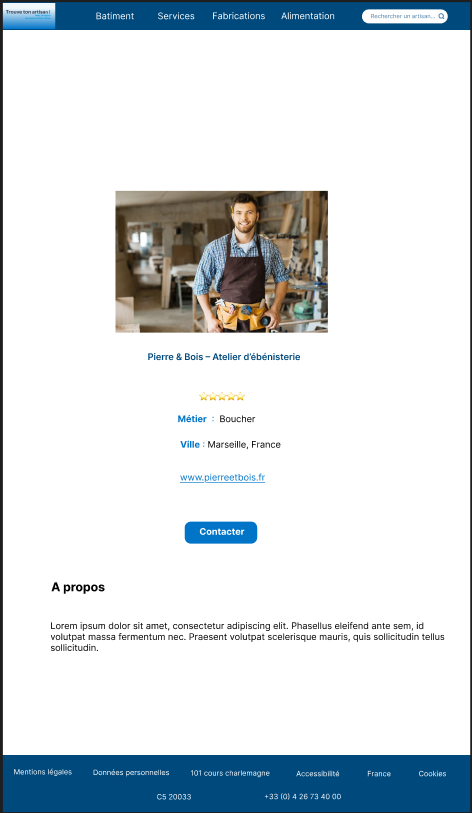 Trouve ton artisan !
Batiment Services Fabrications Alimentation
Rechercher un artisan...
Pierre & Bois – Atelier d'ébénisterie
Métier : Boucher
Ville : Marseille, France
www.pierreetbois.fr
Contacter
A propos
Lorem ipsum dolor sit amet, consectetur adipiscing elit. Phasellus eleifend ante sem, id
volutpat massa fermentum nec. Praesent volutpat scelerisque mauris, quis sollicitudin tellus
sollicitudin.
Mentions légales Données personnelles 101 cours charlemagne Accessibilité France Cookies
C5 20033 +33 (0) 4 26 73 40 00